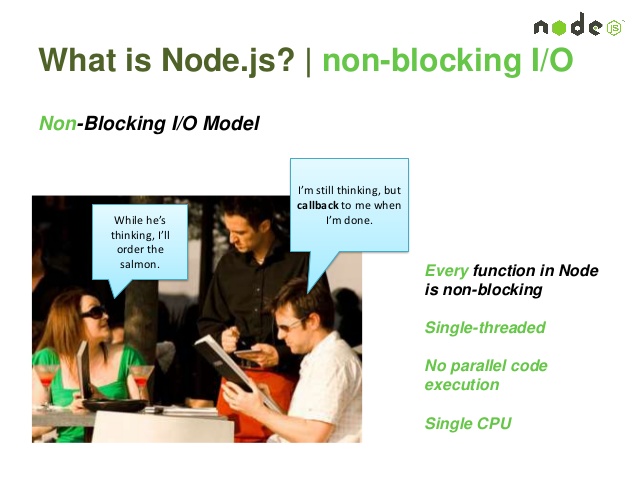 node
JS
What is Node.js? | non-blocking I/O
Non-Blocking I/O Model
I'm still thinking, but
callback to me when
I'm done.
While he's
thinking, I'll
order the
salmon.
Every function in Node
is non-blocking
Single-threaded
No parallel code
execution
Single CPU